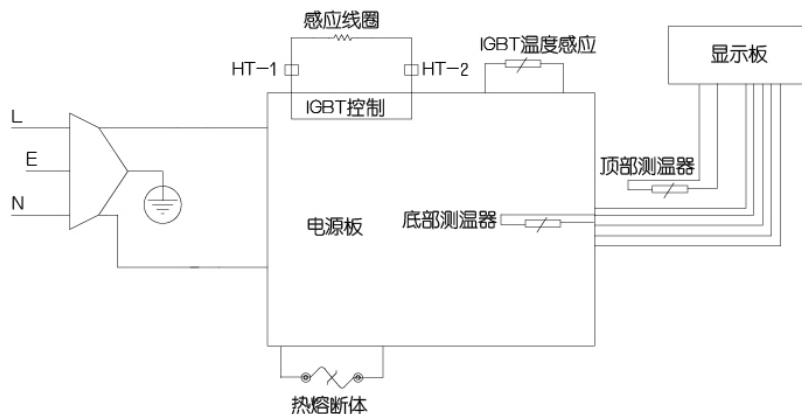 感应线圈
HT-1
HT-2
IGBT温度感应
显示板
IGBT控制
L
E
N
顶部测温器
电源板
底部测温器
热熔断体